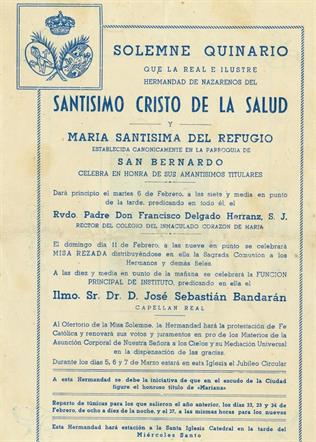 SOLEMNE QUINARIO
QUE LA REAL E ILUSTRE
HERMANDAD DE NAZARENOS DEL
SANTISIMO CRISTO DE LA SALUD
Y
MARIA SANTISIMA DEL REFUGIO
ESTABLECIDA CANONICAMENTE EN LA PARROQUIA DE
SAN BERNARDO
CELEBRA EN HONRA DE SUS AMANTISIMOS TITULARES
Dará principio el martes 6 de Febrero, a las siete y media en punto
de la tarde, predicando en todo él, el
Rvdo. Padre Don Francisco Delgado Herranz, S. J.
RECTOR DEL COLEGIO DEL INMACULADO CORAZON DE MARIA
El domingo día 11 de Febrero, a las nueve en punto se celebrará
MISA REZADA distribuyéndose en ella la Sagrada Comunión a los
Hermanos y demás fieles.
A las diez y media en punto de la mañana se celebrará la FUNCION
PRINCIPAL DE INSTITUTO, predicando en ella el
Ilmo. Sr. Dr. D. José Sebastián Bandarán
CAPELLAN REAL
Al Ofertorio de la Misa Solemne, la Hermandad hará la protestación de Fe
Católica y renovará sus votos y juramentos en pro de los Misterios de la
Asunción Corporal de Nuestra Señora a los Cielos y su Mediación Universal
en la dispensación de las gracias.
Durante los días 5, 6 y 7 de Marzo estará en esta Iglesia el Jubileo Circular
A esta Hermandad se debe la iniciativa de que en el escudo de la Ciudad
figure el honroso título de «Mariana»
Reparto de túnicas para los que salieron el año anterior, los días 22, 23 y 24 de
Febrero, de ocho a diez de la noche, y el 27, a las mismas horas para los nuevos
Esta Hermandad hará estación a la Santa Iglesia Catedral en la tarde del
Miércoles Santo